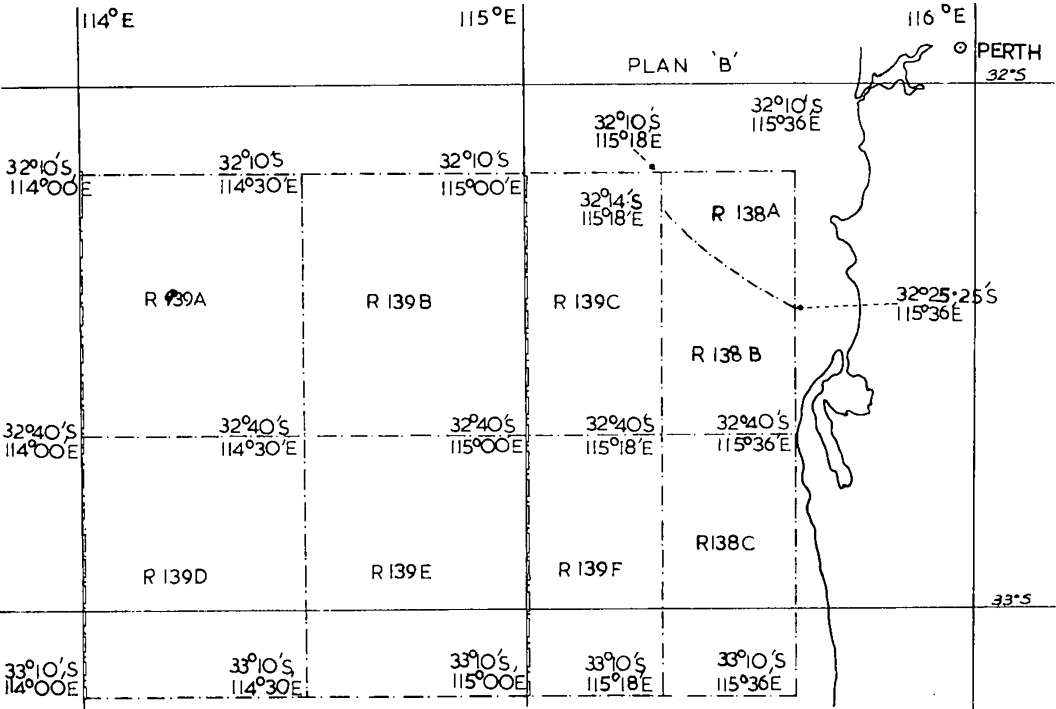 114°E
115°E
116°E
PERTH
PLAN 'B'
32°S
32°10'S
115°36'E
32°10'S
115°18'E
32°10'S,
114°00'E
32°10'S
114°30'E
32°10'S
115°00'E
32°14'S
115°18'E
R 138A
R 139A
R 139B
R 139C
32°25·25'S
115°36'E
R 138B
32°40'S
114°00'E
32°40'S
114°30'E
32°40'S
115°00'E
32°40'S
115°18'E
32°40'S
115°36'E
R138C
R 139D
R 139E
R 139F
33°S
33°10'S
114°00'E
33°10'S,
114°30'E
33°10'S,
115°00'E
33°10'S
115°18'E
33°10'S
115°36'E